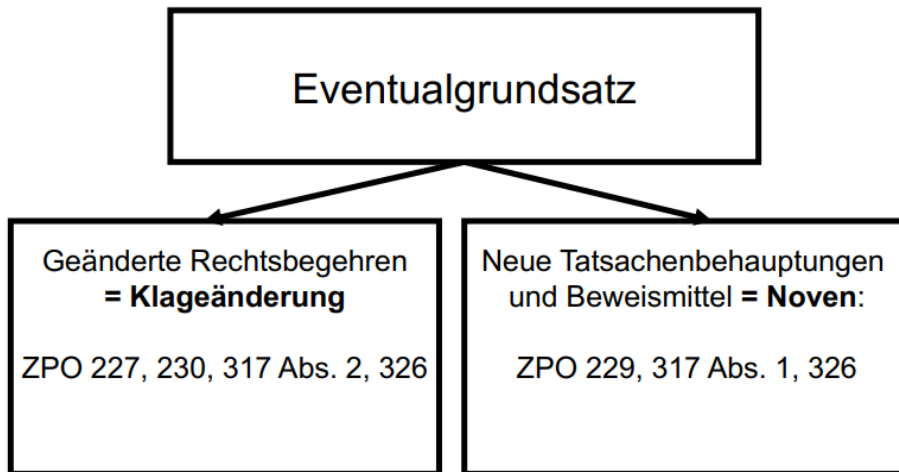 Eventualgrundsatz
Geänderte Rechtsbegehren
= Klageänderung
ZPO 227, 230, 317 Abs. 2, 326
Neue Tatsachenbehauptungen
und Beweismittel = Noven:
ZPO 229, 317 Abs. 1, 326